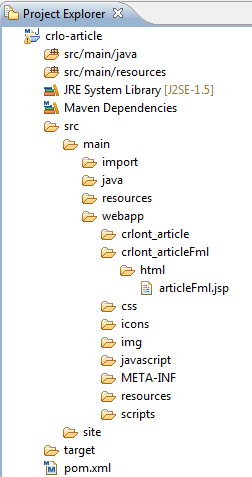 Project Explorer
crlo-article
src/main/java
src/main/resources
JRE System Library [J2SE-1.5]
Maven Dependencies
src
main
import
java
resources
webapp
crlont_article
crlont_articleFml
html
articleFml.jsp
css
icons
img
javascript
META-INF
resources
scripts
site
target
pom.xml